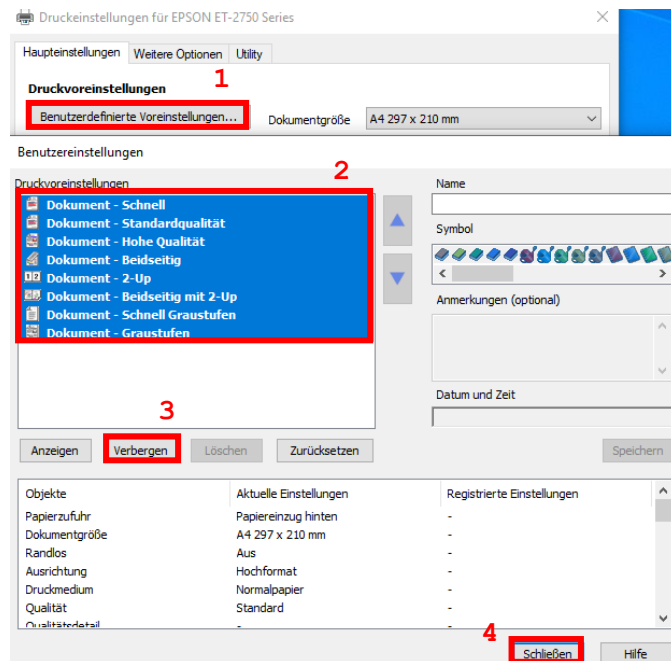 Druckeinstellungen für EPSON ET-2750 Series
Haupteinstellungen Weitere Optionen Utility
1
Druckvoreinstellungen
Benutzerdefinierte Voreinstellungen... Dokumentgröße A4 297 x 210 mm
Benutzereinstellungen
2
Druckvoreinstellungen
Dokument - Schnell
Dokument - Standardqualität
Dokument - Hohe Qualität
Dokument - Beidseitig
Dokument - 2-Up
Dokument - Beidseitig mit 2-Up
Dokument - Schnell Graustufen
Dokument - Graustufen
Name
Symbol
Anmerkungen (optional)
Datum und Zeit
3
Anzeigen Verbergen Löschen Zurücksetzen Speichern
Objekte Aktuelle Einstellungen Registrierte Einstellungen
Papierzufuhr Papiereinzug hinten -
Dokumentgröße A4 297 x 210 mm -
Randlos Aus -
Ausrichtung Hochformat -
Druckmedium Normalpapier -
Qualität Standard -
Qualitätsdetail - -
4
Schließen Hilfe